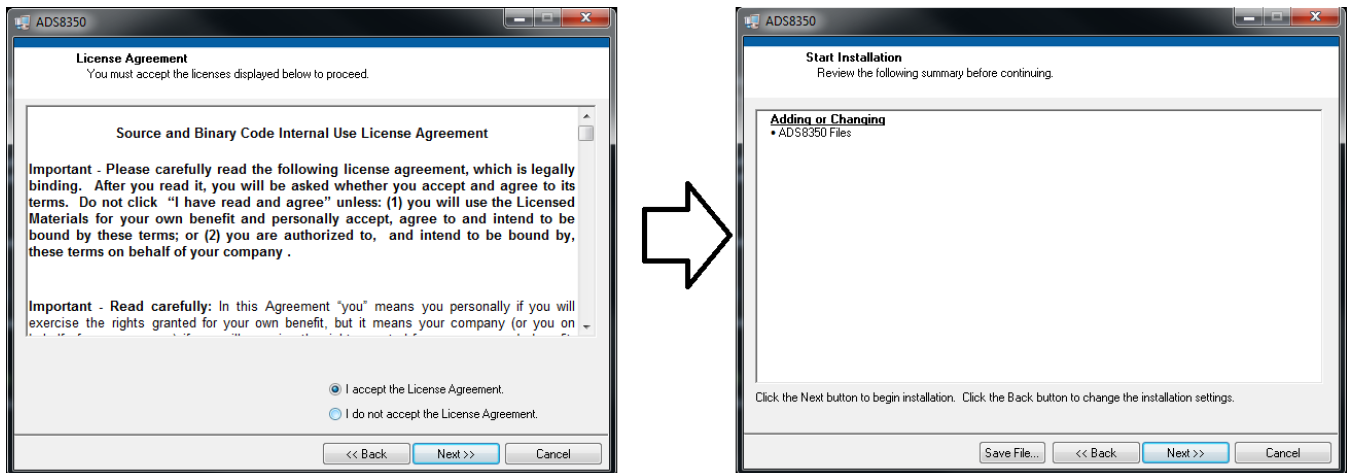 ADS8350
License Agreement
You must accept the licenses displayed below to proceed.
Source and Binary Code Internal Use License Agreement
Important - Please carefully read the following license agreement, which is legally
binding. After you read it, you will be asked whether you accept and agree to its
terms. Do not click “I have read and agree” unless: (1) you will use the Licensed
Materials for your own benefit and personally accept, agree to and intend to be
bound by these terms; or (2) you are authorized to, and intend to be bound by,
these terms on behalf of your company .
Important - Read carefully: In this Agreement “you” means you personally if you will
exercise the rights granted for your own benefit, but it means your company (or you on
I accept the License Agreement.
I do not accept the License Agreement.
<< Back
Next >>
Cancel
ADS8350
Start Installation
Review the following summary before continuing.
Adding or Changing
• ADS8350 Files
Click the Next button to begin installation. Click the Back button to change the installation settings.
Save File...
<< Back
Next >>
Cancel